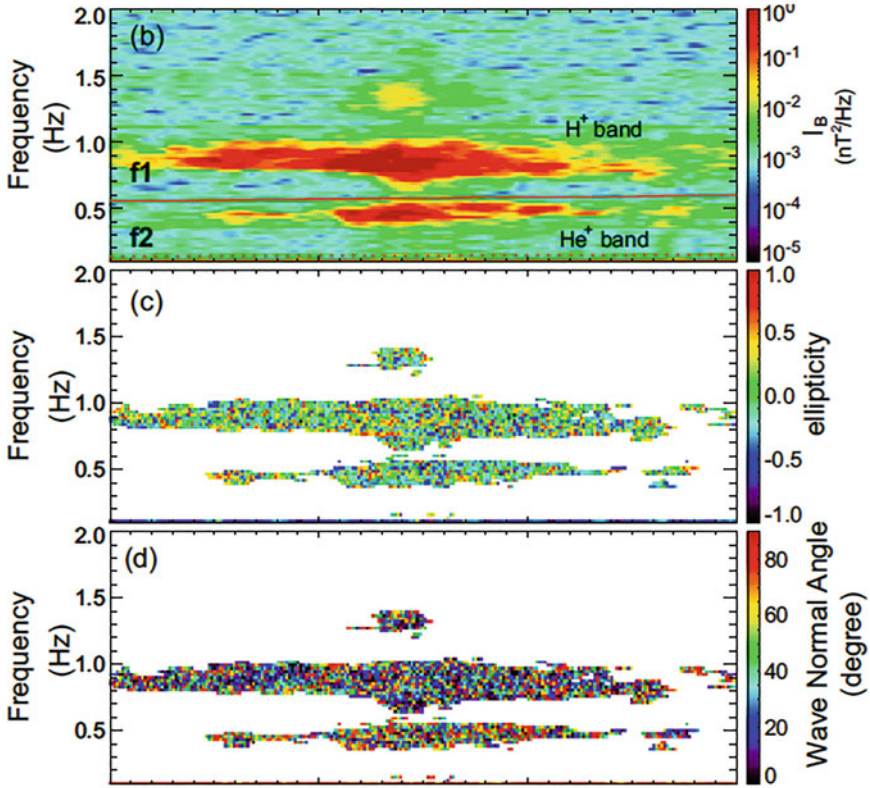 (b)
2.0
1.5
1.0
0.5
Frequency
(Hz)
f1
f2
H+ band
He+ band
10^0
10^-1
10^-2
10^-3
10^-4
10^-5
I_B
(nT^2/Hz)
(c)
2.0
1.5
1.0
0.5
Frequency
(Hz)
1.0
0.5
0.0
-0.5
-1.0
ellipticity
(d)
2.0
1.5
1.0
0.5
Frequency
(Hz)
80
60
40
20
0
Wave Normal Angle
(degree)